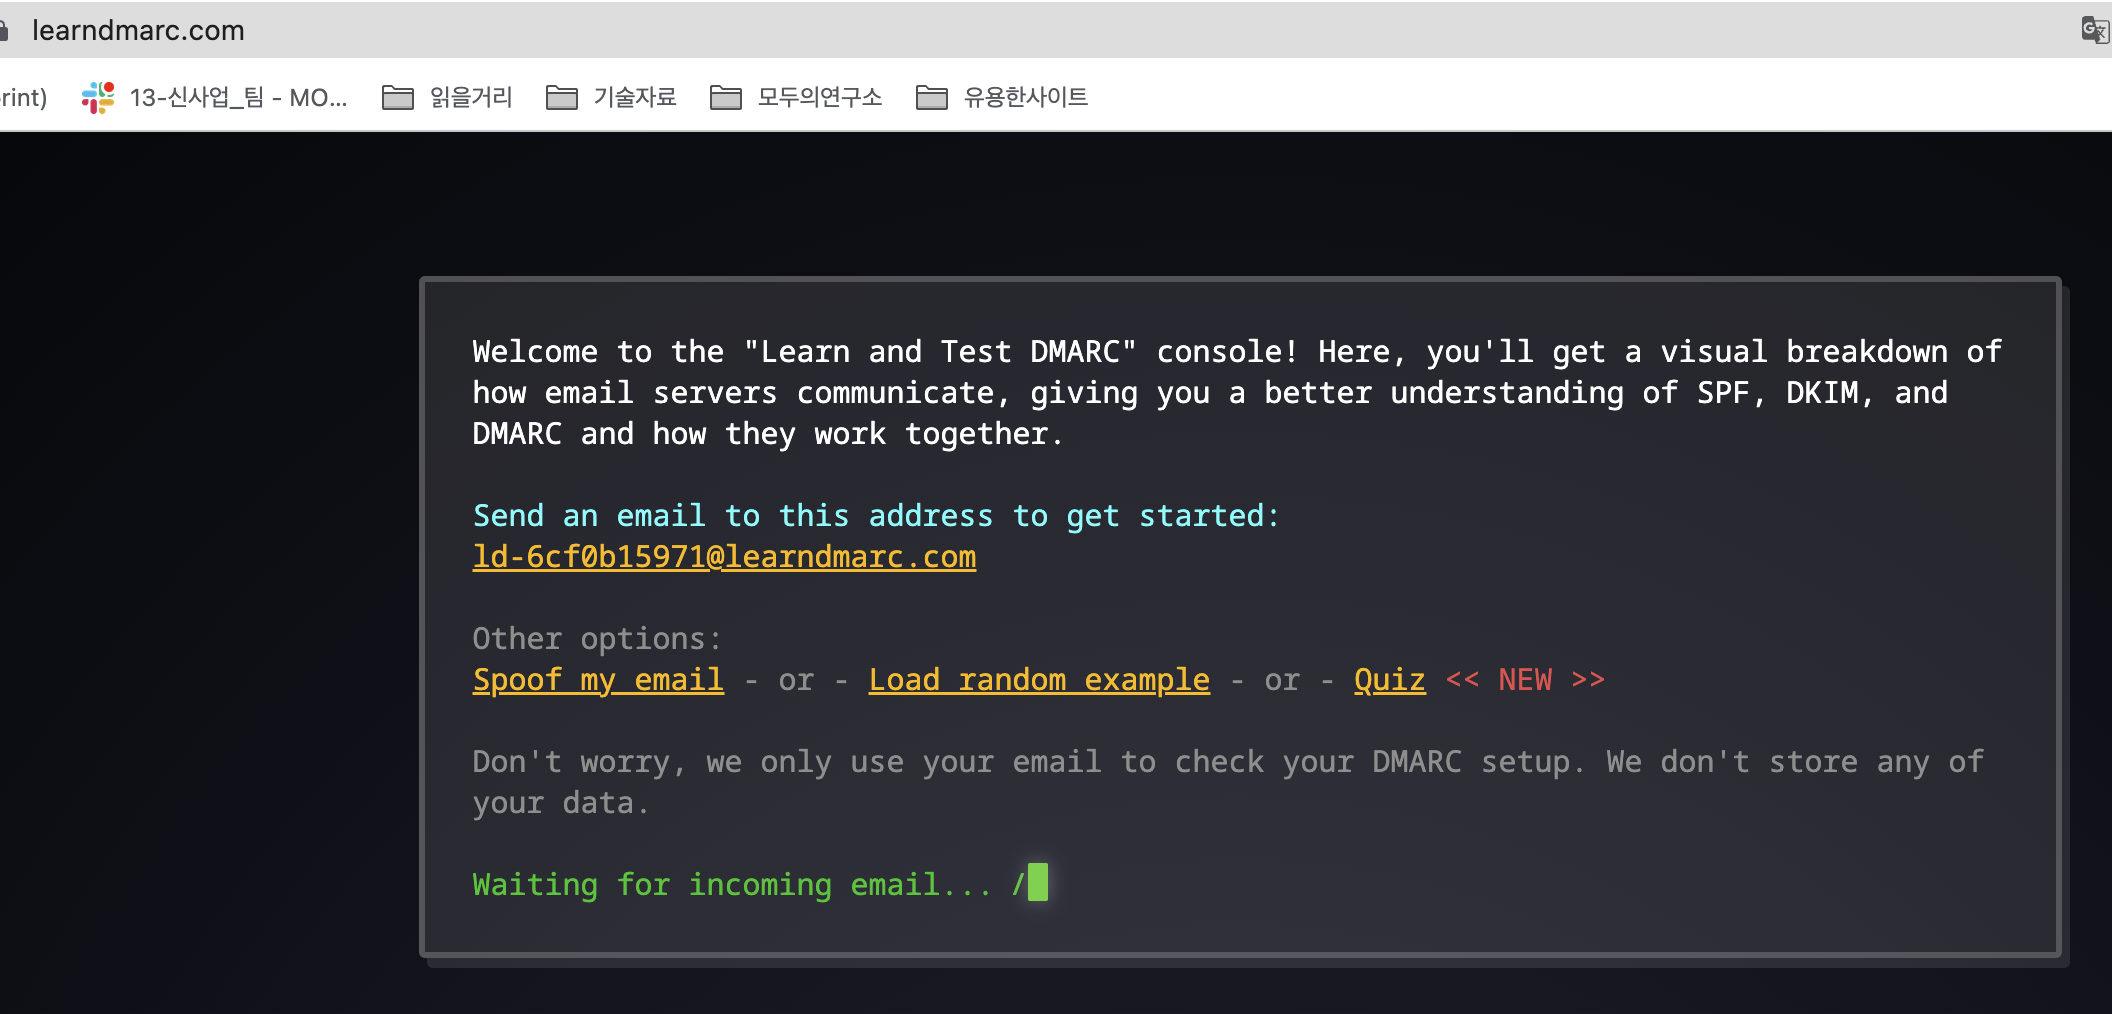 learndmarc.com
rint) 13-신사업_팀 - MO... 읽을거리 기술자료 모두의연구소 유용한사이트
Welcome to the "Learn and Test DMARC" console! Here, you'll get a visual breakdown of
how email servers communicate, giving you a better understanding of SPF, DKIM, and
DMARC and how they work together.
Send an email to this address to get started:
ld-6cf0b15971@learndmarc.com
Other options:
Spoof my email - or - Load random example - or - Quiz << NEW >>
Don't worry, we only use your email to check your DMARC setup. We don't store any of
your data.
Waiting for incoming email... /